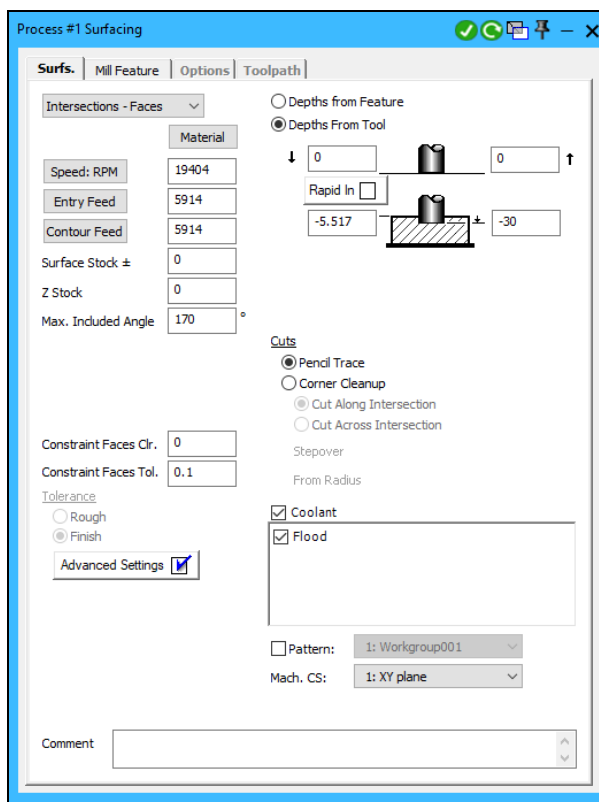 Process #1 Surfacing
Surfs. Mill Feature Options Toolpath
Intersections - Faces
Material
Speed: RPM 19404
Entry Feed 5914
Contour Feed 5914
Surface Stock ± 0
Z Stock 0
Max. Included Angle 170 °
Depths from Feature
Depths From Tool
0 0
Rapid In
-5.517 -30
Cuts
Pencil Trace
Corner Cleanup
Cut Along Intersection
Cut Across Intersection
Stepover
From Radius
Constraint Faces Clr. 0
Constraint Faces Tol. 0.1
Tolerance
Rough
Finish
Advanced Settings
Coolant
Flood
Pattern: 1: Workgroup001
Mach. CS: 1: XY plane
Comment